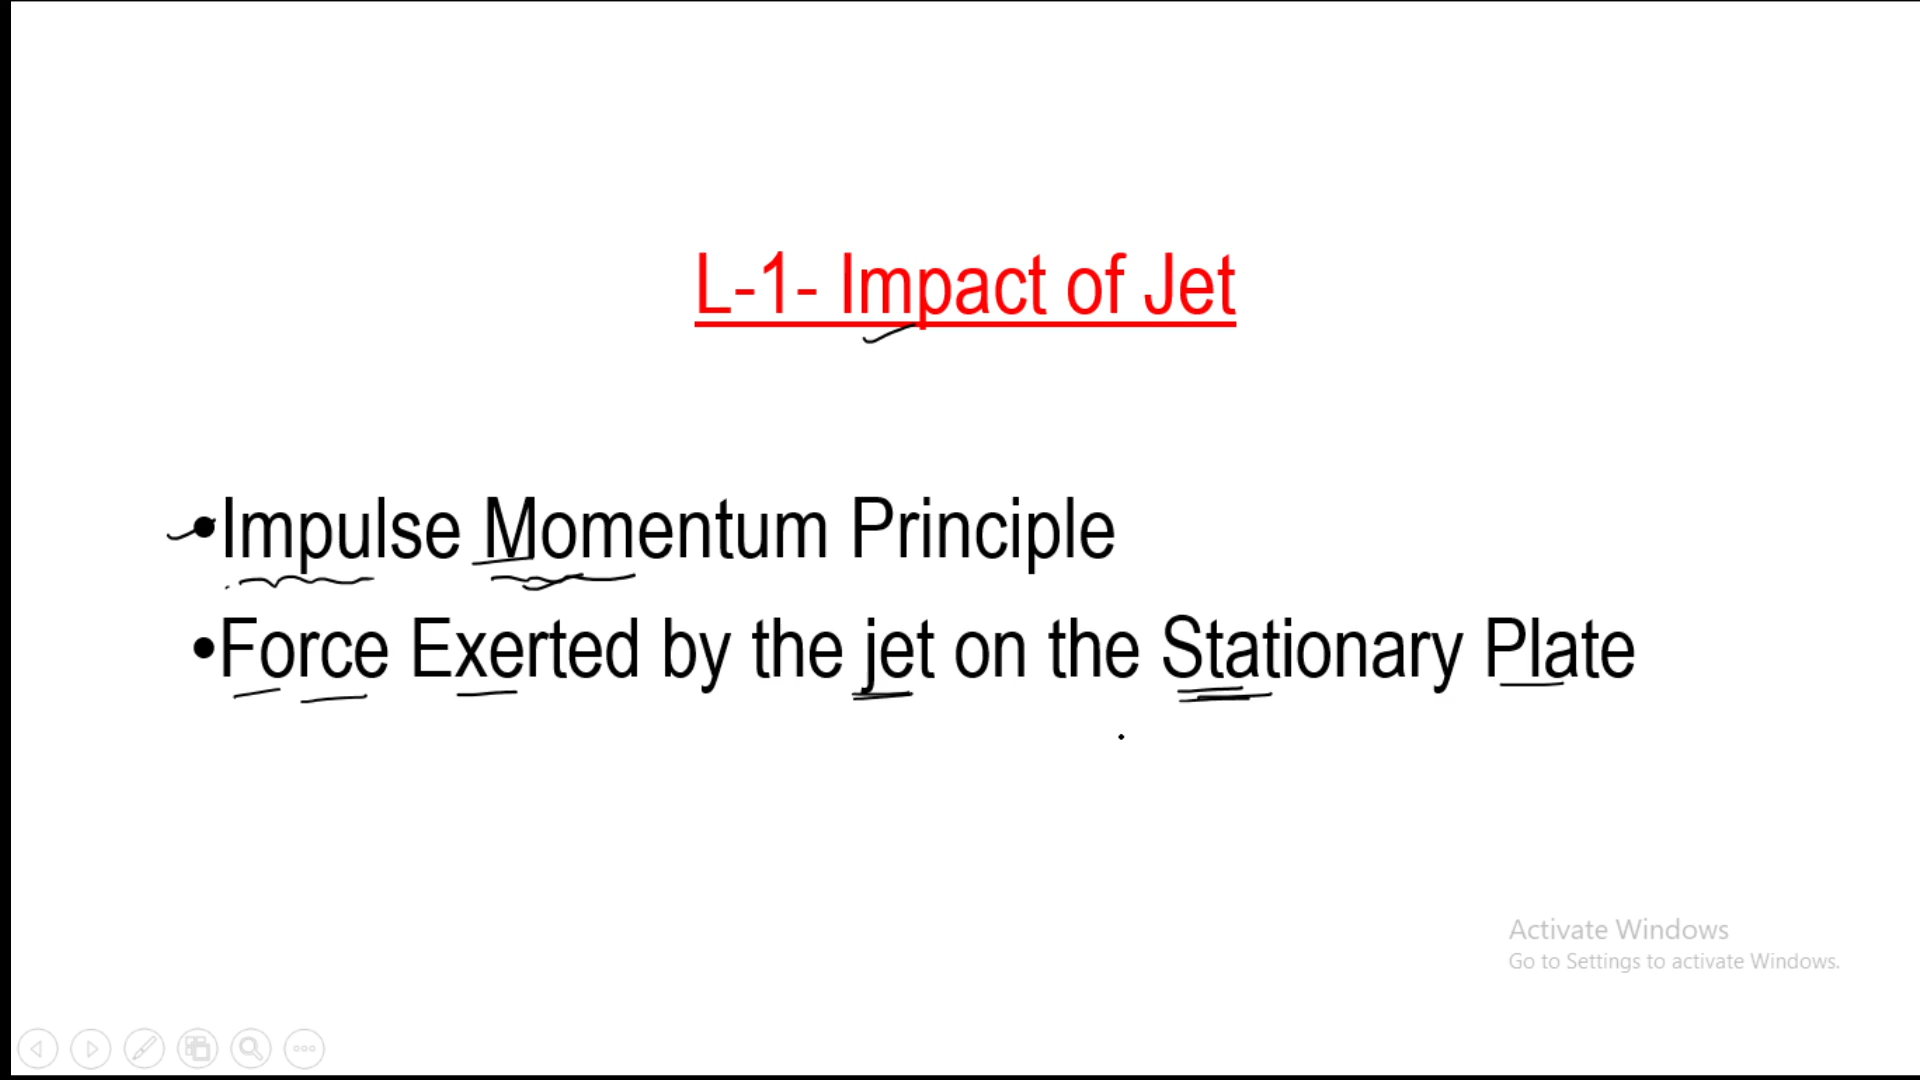 L-1- Impact of Jet
•Impulse Momentum Principle
•Force Exerted by the jet on the Stationary Plate
Activate Windows
Go to Settings to activate Windows.